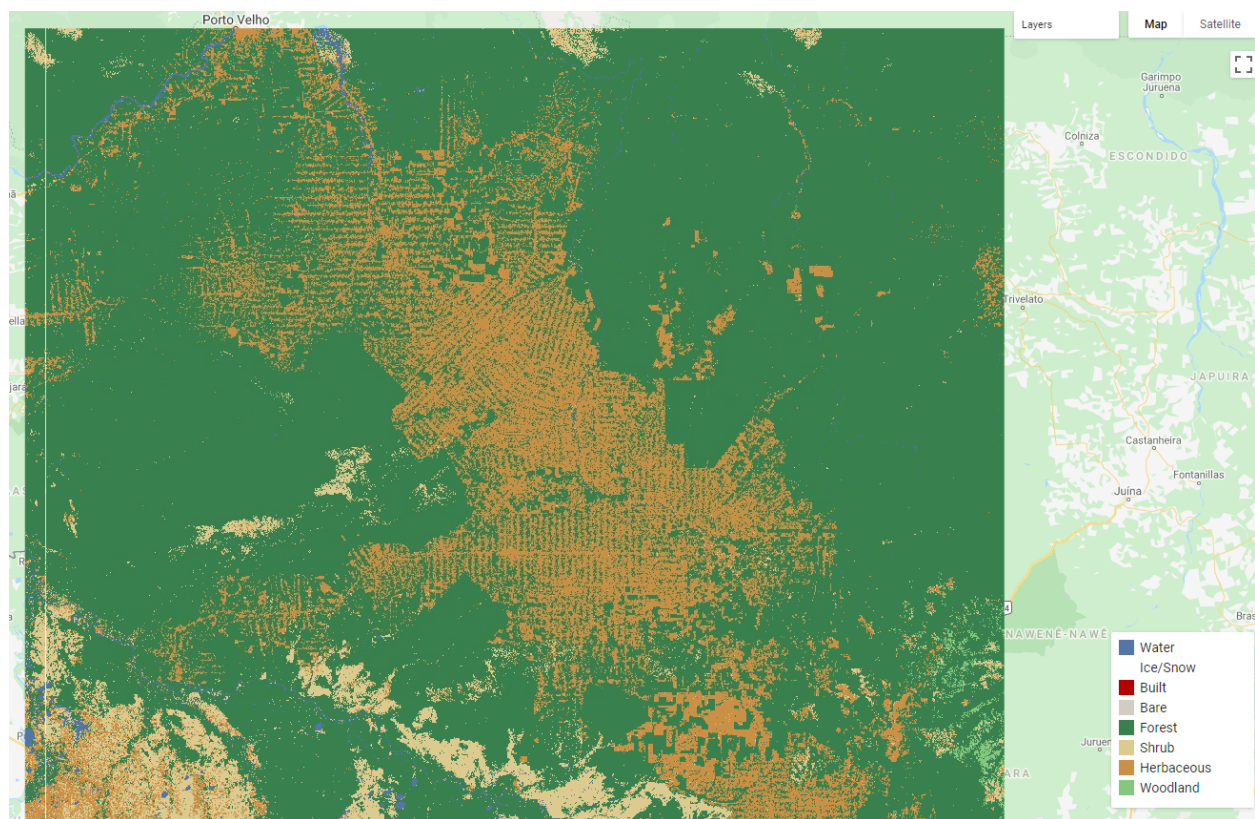 Porto Velho
Layers
Map
Satellite
Garimpo
Juruena
Colniza
ESCONDIDO
Trivelato
JAPUIRA
Castanheira
Fontanillas
Juína
NAWENÊ-NAWÊ
Water
Ice/Snow
Built
Bare
Forest
Shrub
Herbaceous
Woodland